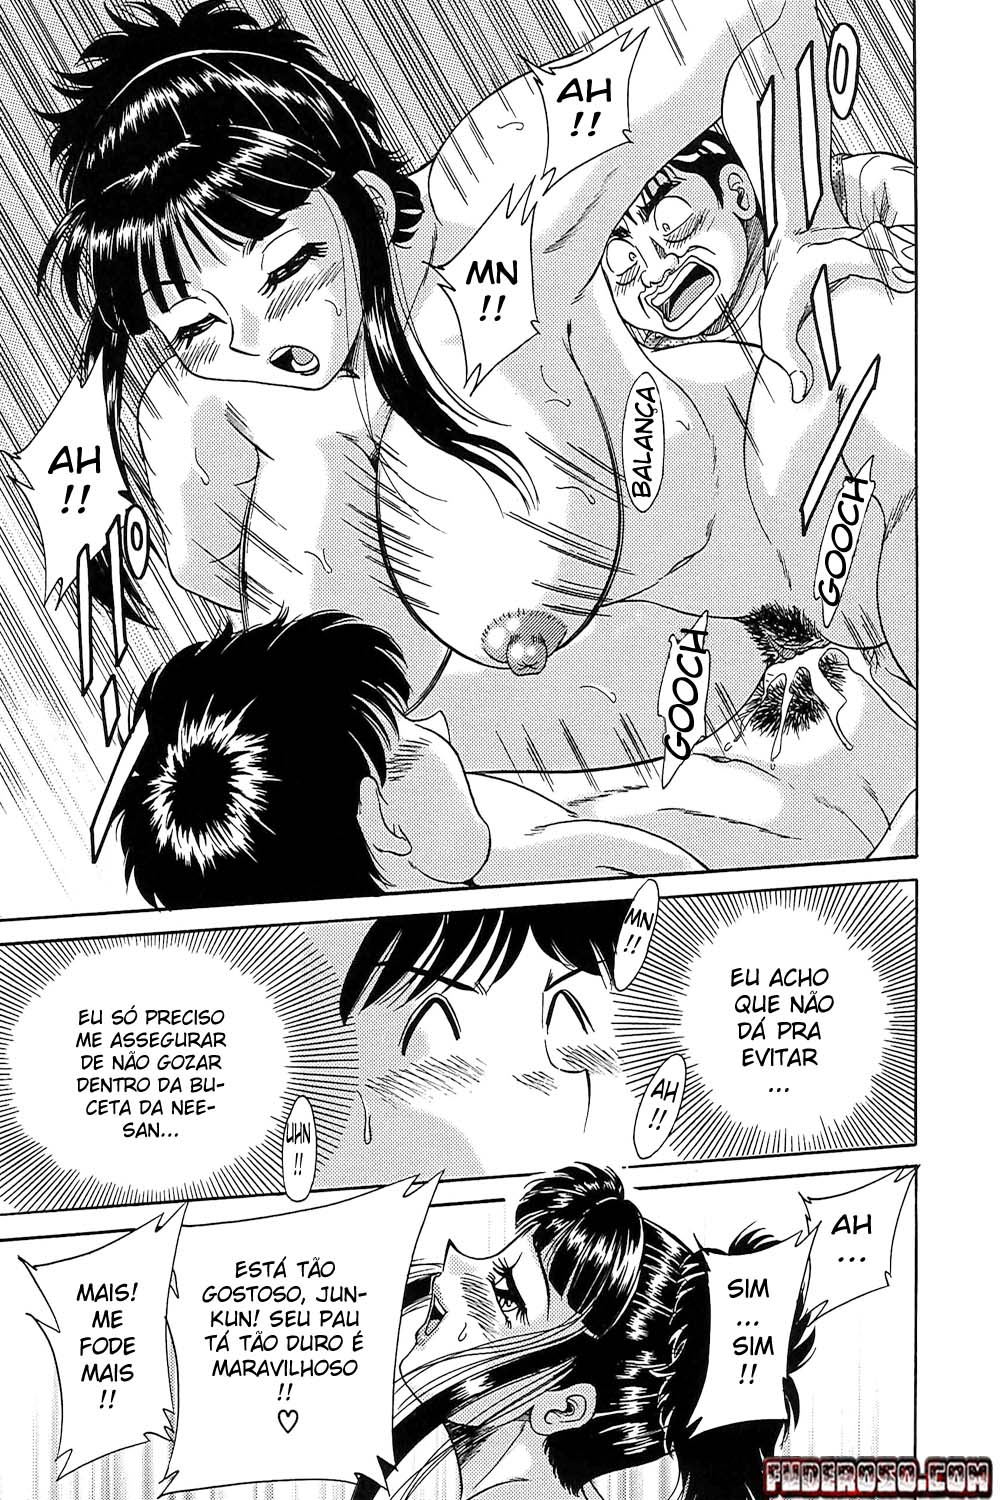 AH
!!
MN
!!
AH
!!
BALANÇA
GOOCH
GOOCH
EU ACHO
QUE NÃO
DÁ PRA
EVITAR
...
MN
!!
AH
!!
UHN
!!
EU SÓ PRECISO
ME ASSEGURAR
DE NÃO GOZAR
DENTRO DA BU-
CETA DA NEE-
SAN...
AH
...
SIM
...
SIM
!!
ESTÁ TÃO
GOSTOSO, JUN-
KUN! SEU PAU
TÁ TÃO DURO É
MARAVILHOSO
!!
♡
MAIS!
ME
FODE
MAIS
!!
FUDEROSO.COM